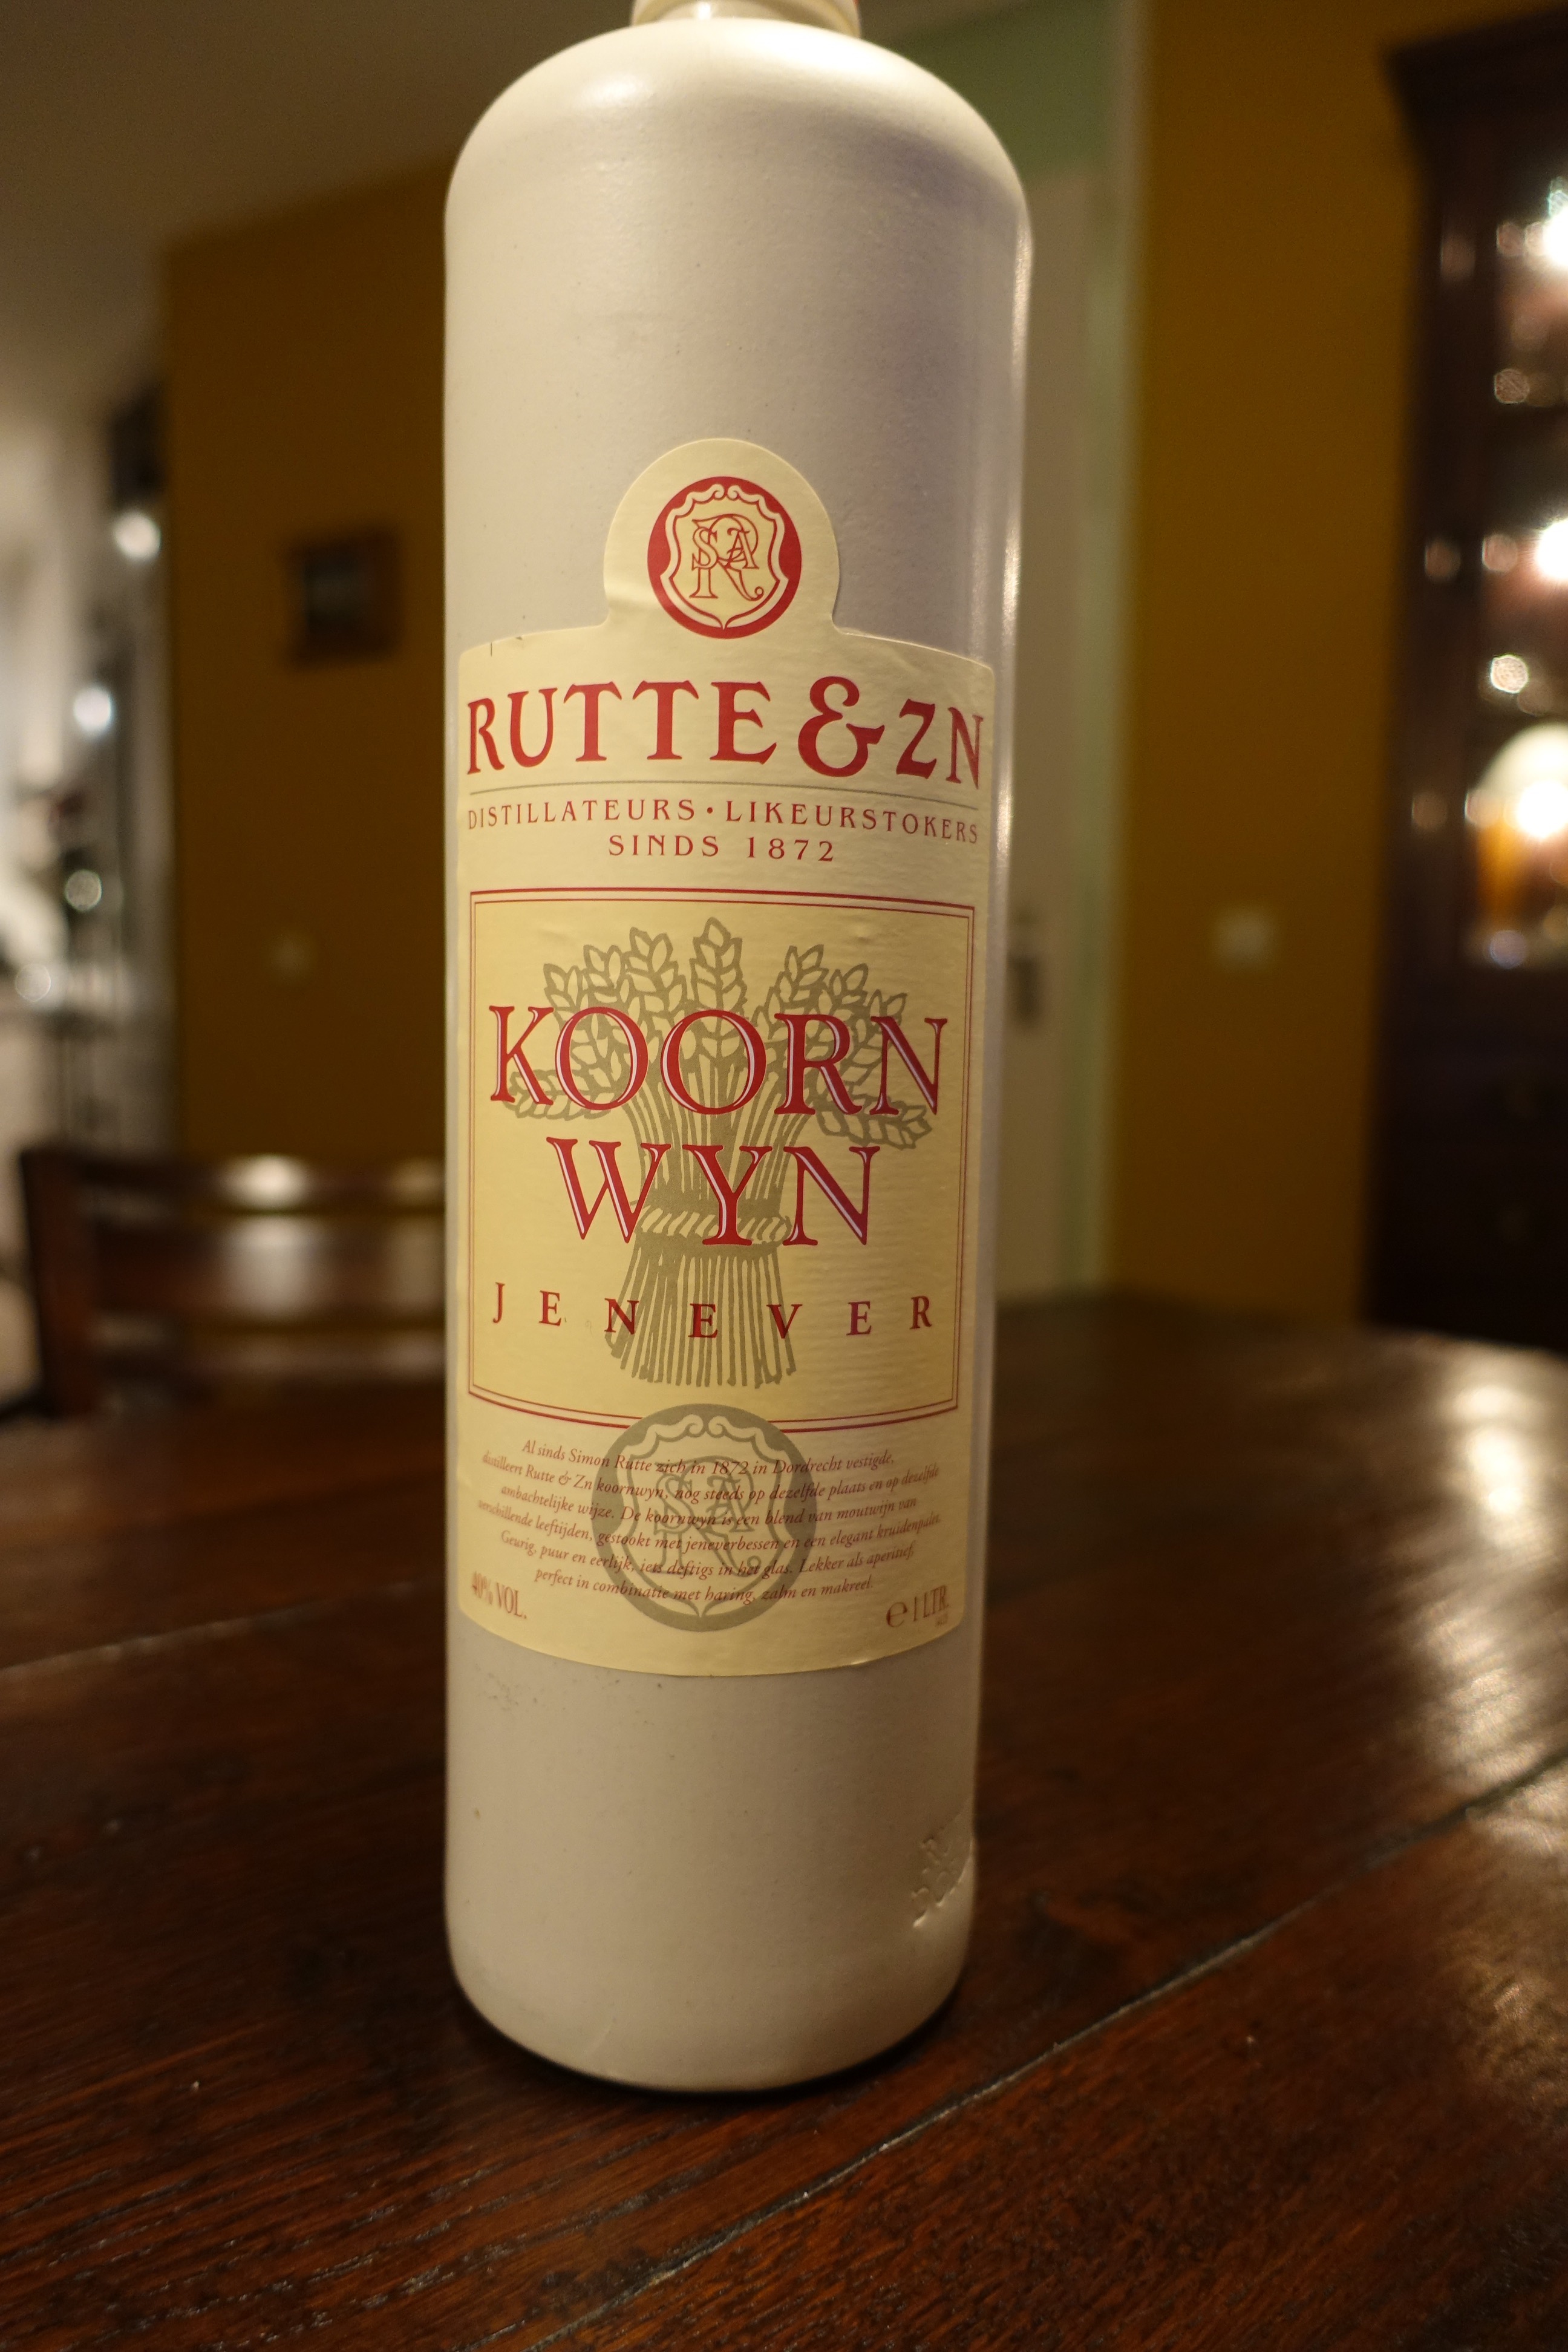 SRA
RUTTE & ZN
DISTILLATEURS • LIKEURSTOKERS
SINDS 1872
KOORN
WYN
JENEVER
Al sinds Simon Rutte zich in 1872 in Dordrecht vestigde,
distilleert Rutte & Zn koornwyn, nog steeds op dezelfde plaats en op dezelfde
ambachtelijke wijze. De koornwyn is een blend van moutwijn van
verschillende leeftijden, gestookt met jeneverbessen en een elegant kruidenpalet.
Geurig, puur en eerlijk, iets deftigs in het glas. Lekker als aperitief,
perfect in combinatie met haring, zalm en makreel.
40% VOL.
℮ 1 LTR.